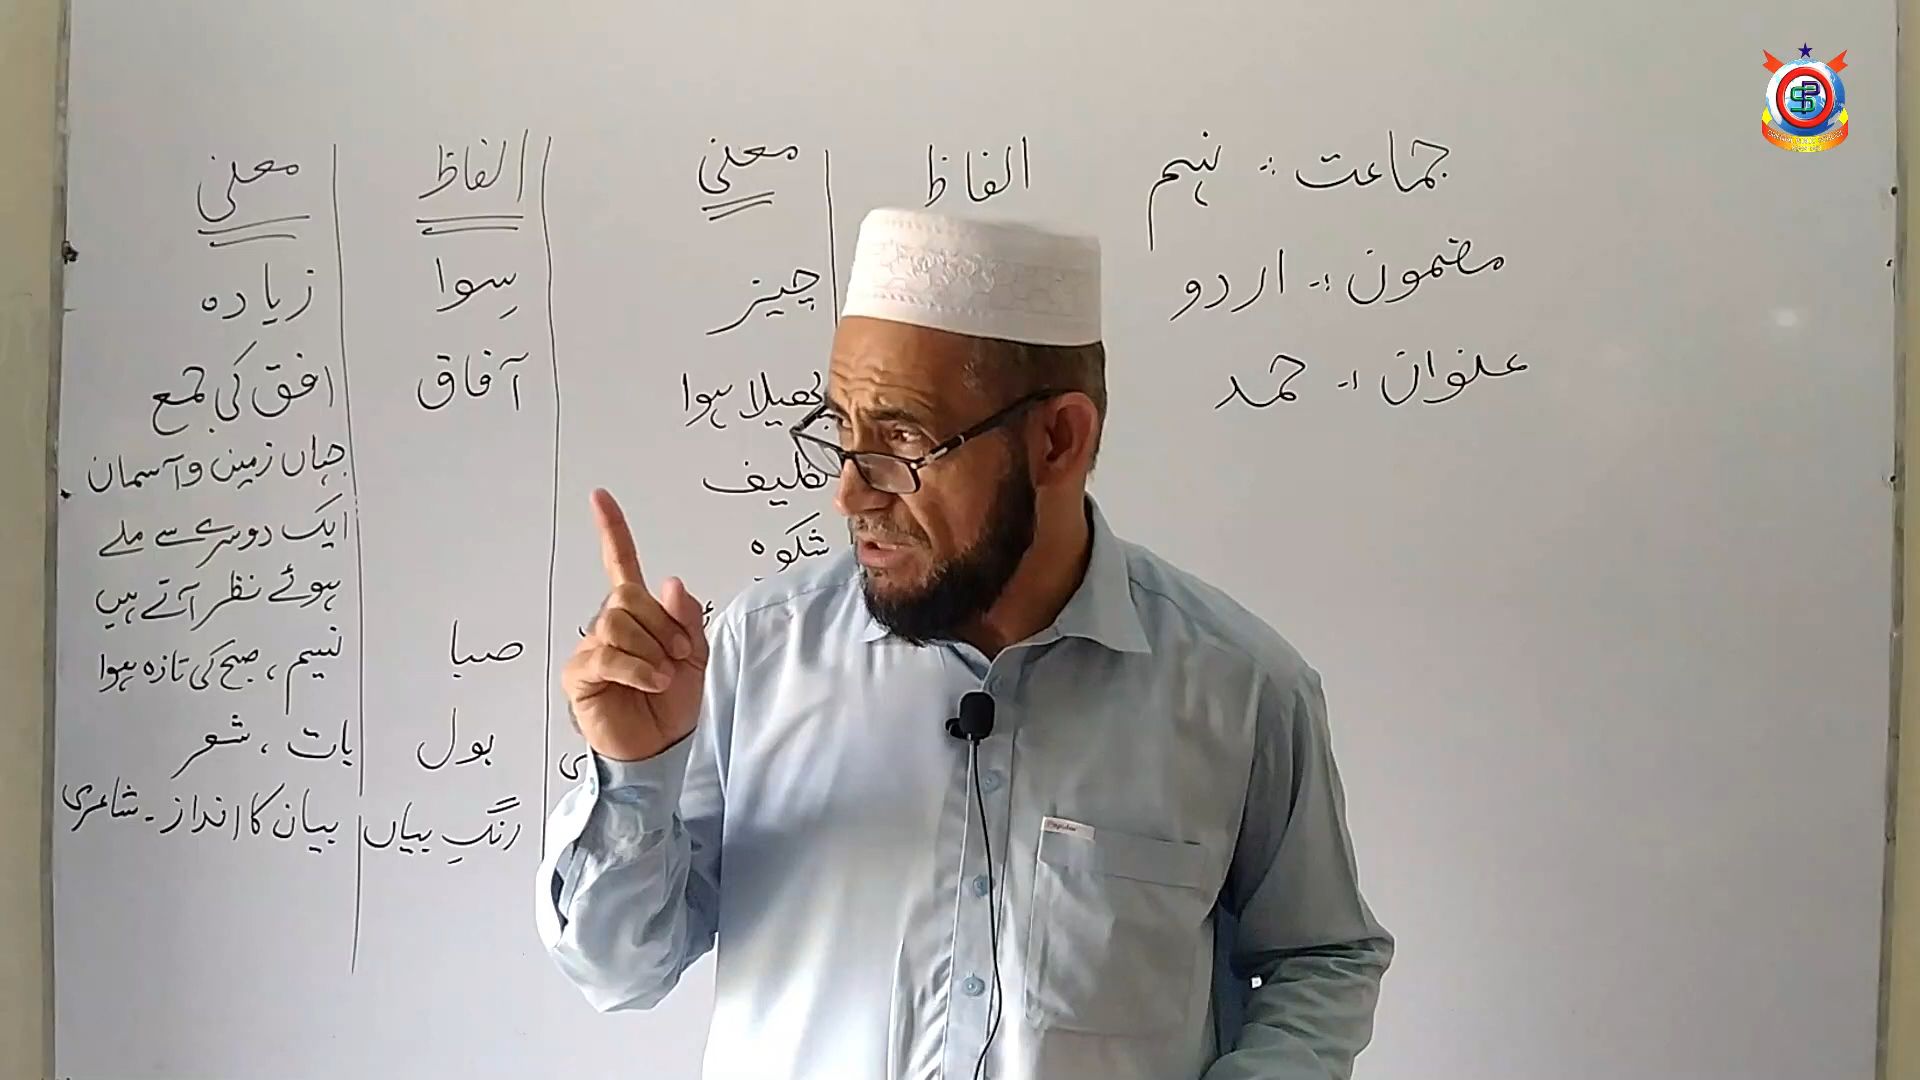 جماعت :- نہم
مضمون :- اردو
عنوان :- حمد
الفاظ معنی
چیز
پھیلا ہوا
تکلیف
شکوہ
الفاظ معنی
سِوا زیادہ
آفاق افق کی جمع
جہاں زمین و آسمان
ایک دوسرے سے ملے
ہوئے نظر آتے ہیں
صبا نسیم ، صبح کی تازہ ہوا
بول بات ، شعر
رنگِ بیاں بیان کا انداز ۔ شاعری